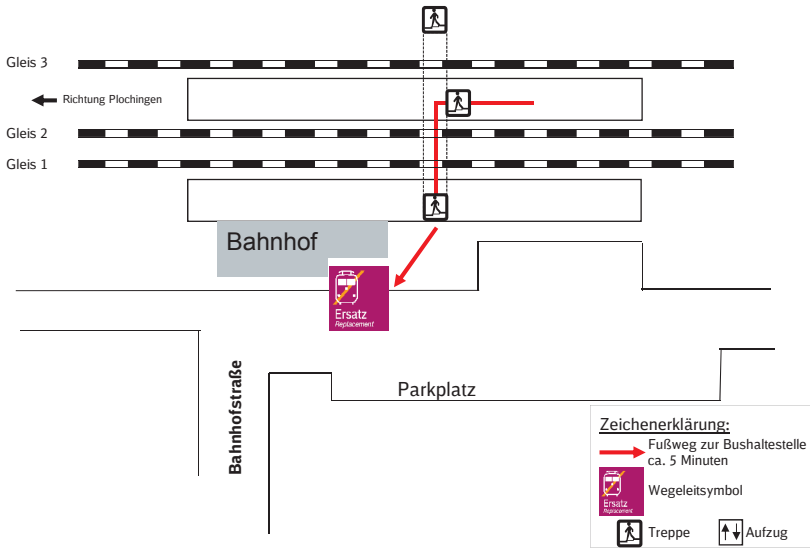 Gleis 3
Richtung Plochingen
Gleis 2
Gleis 1
Bahnhof
Ersatz
Replacement
Bahnhofstraße
Parkplatz
Zeichenerklärung:
Fußweg zur Bushaltestelle
ca. 5 Minuten
Ersatz
Replacement
Wegeleitsymbol
Treppe
Aufzug